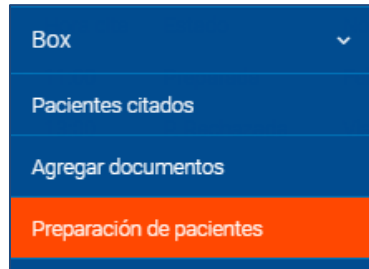 Box
Pacientes citados
Agregar documentos
Preparación de pacientes